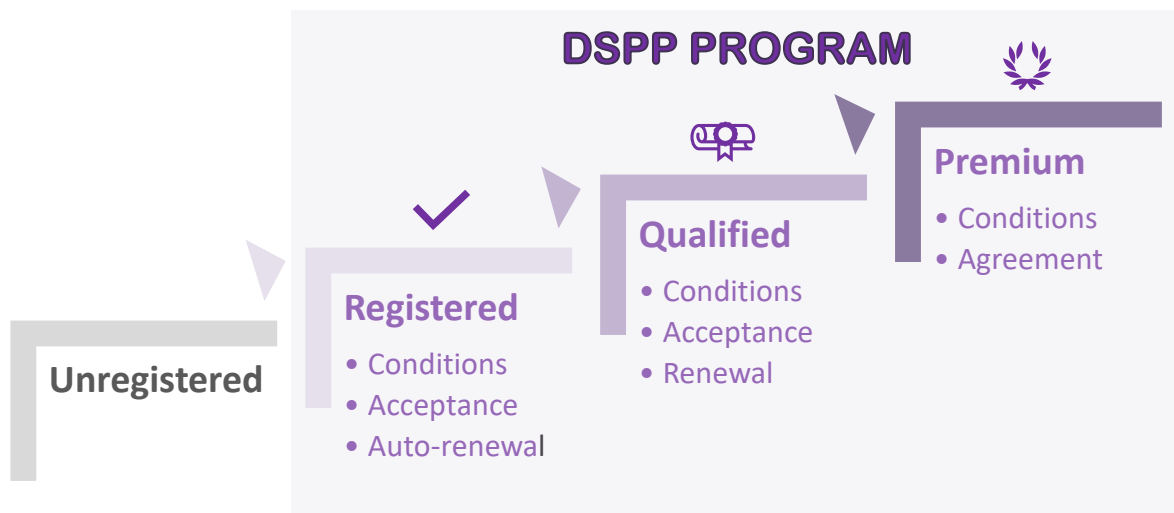 DSPP PROGRAM
Unregistered
Registered
• Conditions
• Acceptance
• Auto-renewal
Qualified
• Conditions
• Acceptance
• Renewal
Premium
• Conditions
• Agreement